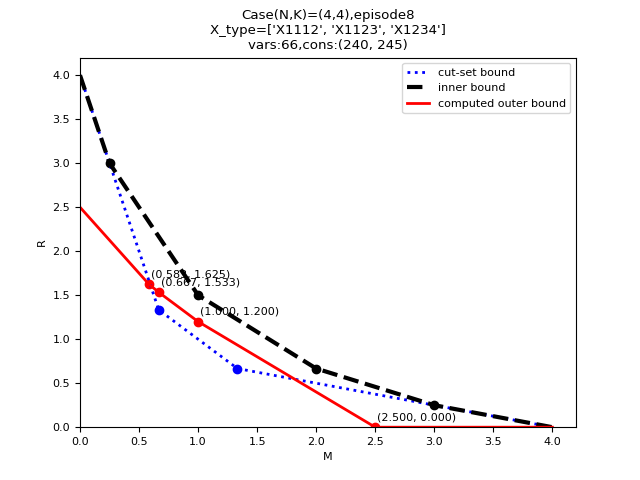 Case(N,K)=(4,4),episode8
X_type=['X1112', 'X1123', 'X1234']
vars:66,cons:(240, 245)
cut-set bound
inner bound
computed outer bound
4.0
3.5
3.0
2.5
2.0
1.5
1.0
0.5
0.0
R
1.625)
(0.667, 1.533)
(1.000, 1.200)
(2.500, 0.000)
0.0 0.5 1.0 1.5 2.0 2.5 3.0 3.5 4.0
M